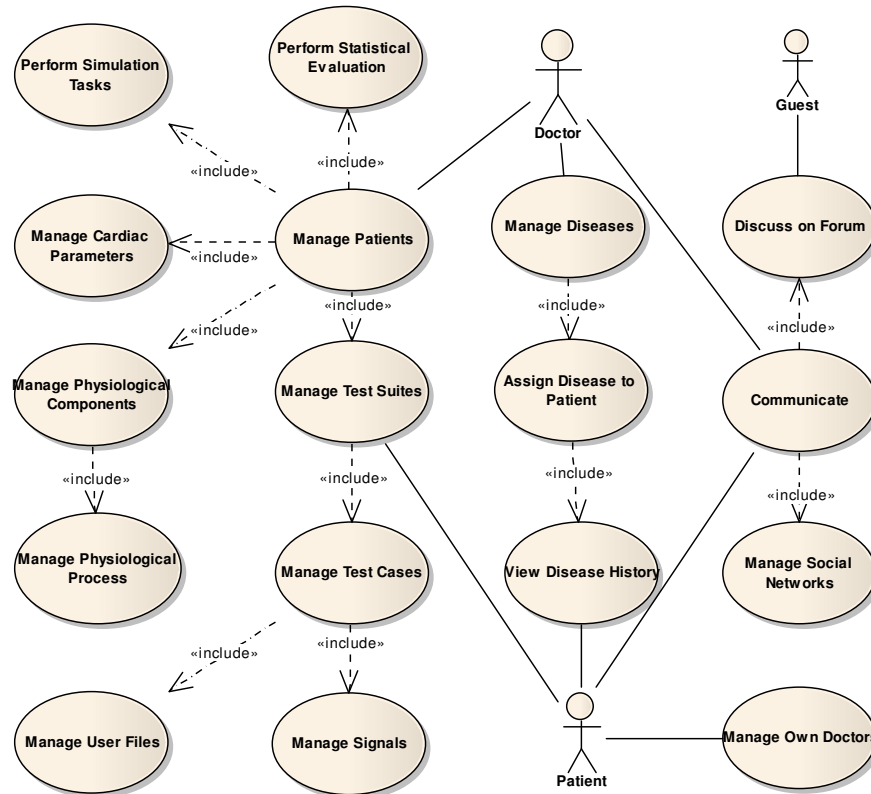 Perform Simulation
Tasks
Perform Statistical
Evaluation
Doctor
Guest
«include»
«include»
Manage Cardiac
Parameters
Manage Patients
Manage Diseases
Discuss on Forum
«include»
«include»
«include»
«include»
«include»
Manage Physiological
Components
Manage Test Suites
Assign Disease to
Patient
Communicate
«include»
«include»
«include»
«include»
Manage Physiological
Process
Manage Test Cases
View Disease History
Manage Social
Networks
«include»
«include»
Manage User Files
Manage Signals
Patient
Manage Own Doctors